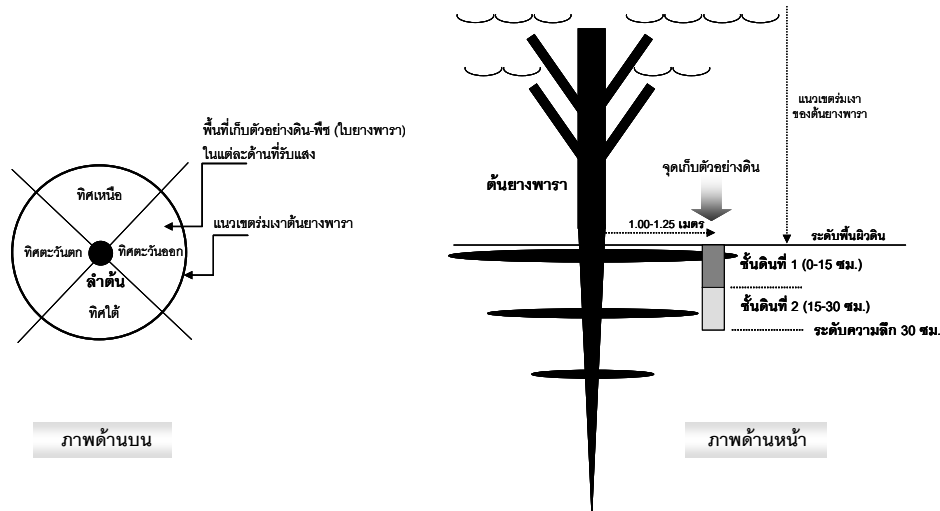 พื้นที่เก็บตัวอย่างดิน-พืช (ใบยางพารา)
ในแต่ละด้านที่รับแสง
ทิศเหนือ
แนวเขตร่มเงาต้นยางพารา
ทิศตะวันตก
ทิศตะวันออก
ลำต้น
ทิศใต้
ภาพด้านบน
แนวเขตร่มเงา
ของต้นยางพารา
จุดเก็บตัวอย่างดิน
ต้นยางพารา
1.00-1.25 เมตร
ระดับพื้นผิวดิน
ชั้นดินที่ 1 (0-15 ซม.)
ชั้นดินที่ 2 (15-30 ซม.)
ระดับความลึก 30 ซม.
ภาพด้านหน้า